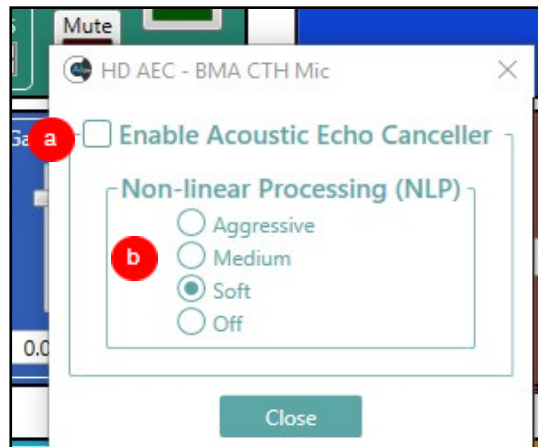 Mute
HD AEC - BMA CTH Mic
a
Enable Acoustic Echo Canceller
Non-linear Processing (NLP)
Aggressive
b
Medium
Soft
Off
0.0
Close